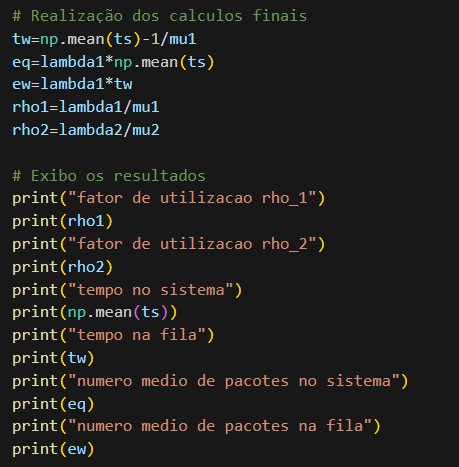 # Realização dos calculos finais
tw=np.mean(ts)-1/mu1
eq=lambda1*np.mean(ts)
ew=lambda1*tw
rho1=lambda1/mu1
rho2=lambda2/mu2
# Exibo os resultados
print("fator de utilizacao rho_1")
print(rho1)
print("fator de utilizacao rho_2")
print(rho2)
print("tempo no sistema")
print(np.mean(ts))
print("tempo na fila")
print(tw)
print("numero medio de pacotes no sistema")
print(eq)
print("numero medio de pacotes na fila")
print(ew)